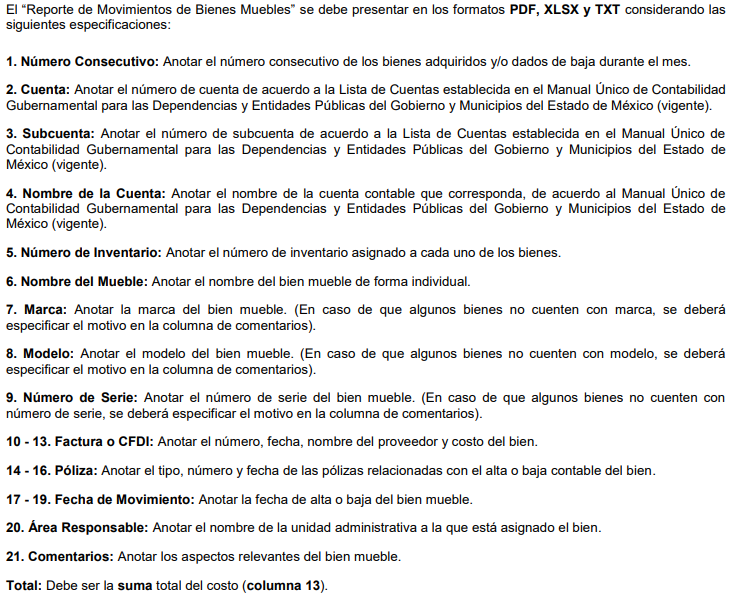 El “Reporte de Movimientos de Bienes Muebles” se debe presentar en los formatos PDF, XLSX y TXT considerando las
siguientes especificaciones:
1. Número Consecutivo: Anotar el número consecutivo de los bienes adquiridos y/o dados de baja durante el mes.
2. Cuenta: Anotar el número de cuenta de acuerdo a la Lista de Cuentas establecida en el Manual Único de Contabilidad
Gubernamental para las Dependencias y Entidades Públicas del Gobierno y Municipios del Estado de México (vigente).
3. Subcuenta: Anotar el número de subcuenta de acuerdo a la Lista de Cuentas establecida en el Manual Único de
Contabilidad Gubernamental para las Dependencias y Entidades Públicas del Gobierno y Municipios del Estado de
México (vigente).
4. Nombre de la Cuenta: Anotar el nombre de la cuenta contable que corresponda, de acuerdo al Manual Único de
Contabilidad Gubernamental para las Dependencias y Entidades Públicas del Gobierno y Municipios del Estado de
México (vigente).
5. Número de Inventario: Anotar el número de inventario asignado a cada uno de los bienes.
6. Nombre del Mueble: Anotar el nombre del bien mueble de forma individual.
7. Marca: Anotar la marca del bien mueble. (En caso de que algunos bienes no cuenten con marca, se deberá
especificar el motivo en la columna de comentarios).
8. Modelo: Anotar el modelo del bien mueble. (En caso de que algunos bienes no cuenten con modelo, se deberá
especificar el motivo en la columna de comentarios).
9. Número de Serie: Anotar el número de serie del bien mueble. (En caso de que algunos bienes no cuenten con
número de serie, se deberá especificar el motivo en la columna de comentarios).
10 - 13. Factura o CFDI: Anotar el número, fecha, nombre del proveedor y costo del bien.
14 - 16. Póliza: Anotar el tipo, número y fecha de las pólizas relacionadas con el alta o baja contable del bien.
17 - 19. Fecha de Movimiento: Anotar la fecha de alta o baja del bien mueble.
20. Área Responsable: Anotar el nombre de la unidad administrativa a la que está asignado el bien.
21. Comentarios: Anotar los aspectos relevantes del bien mueble.
Total: Debe ser la suma total del costo (columna 13).